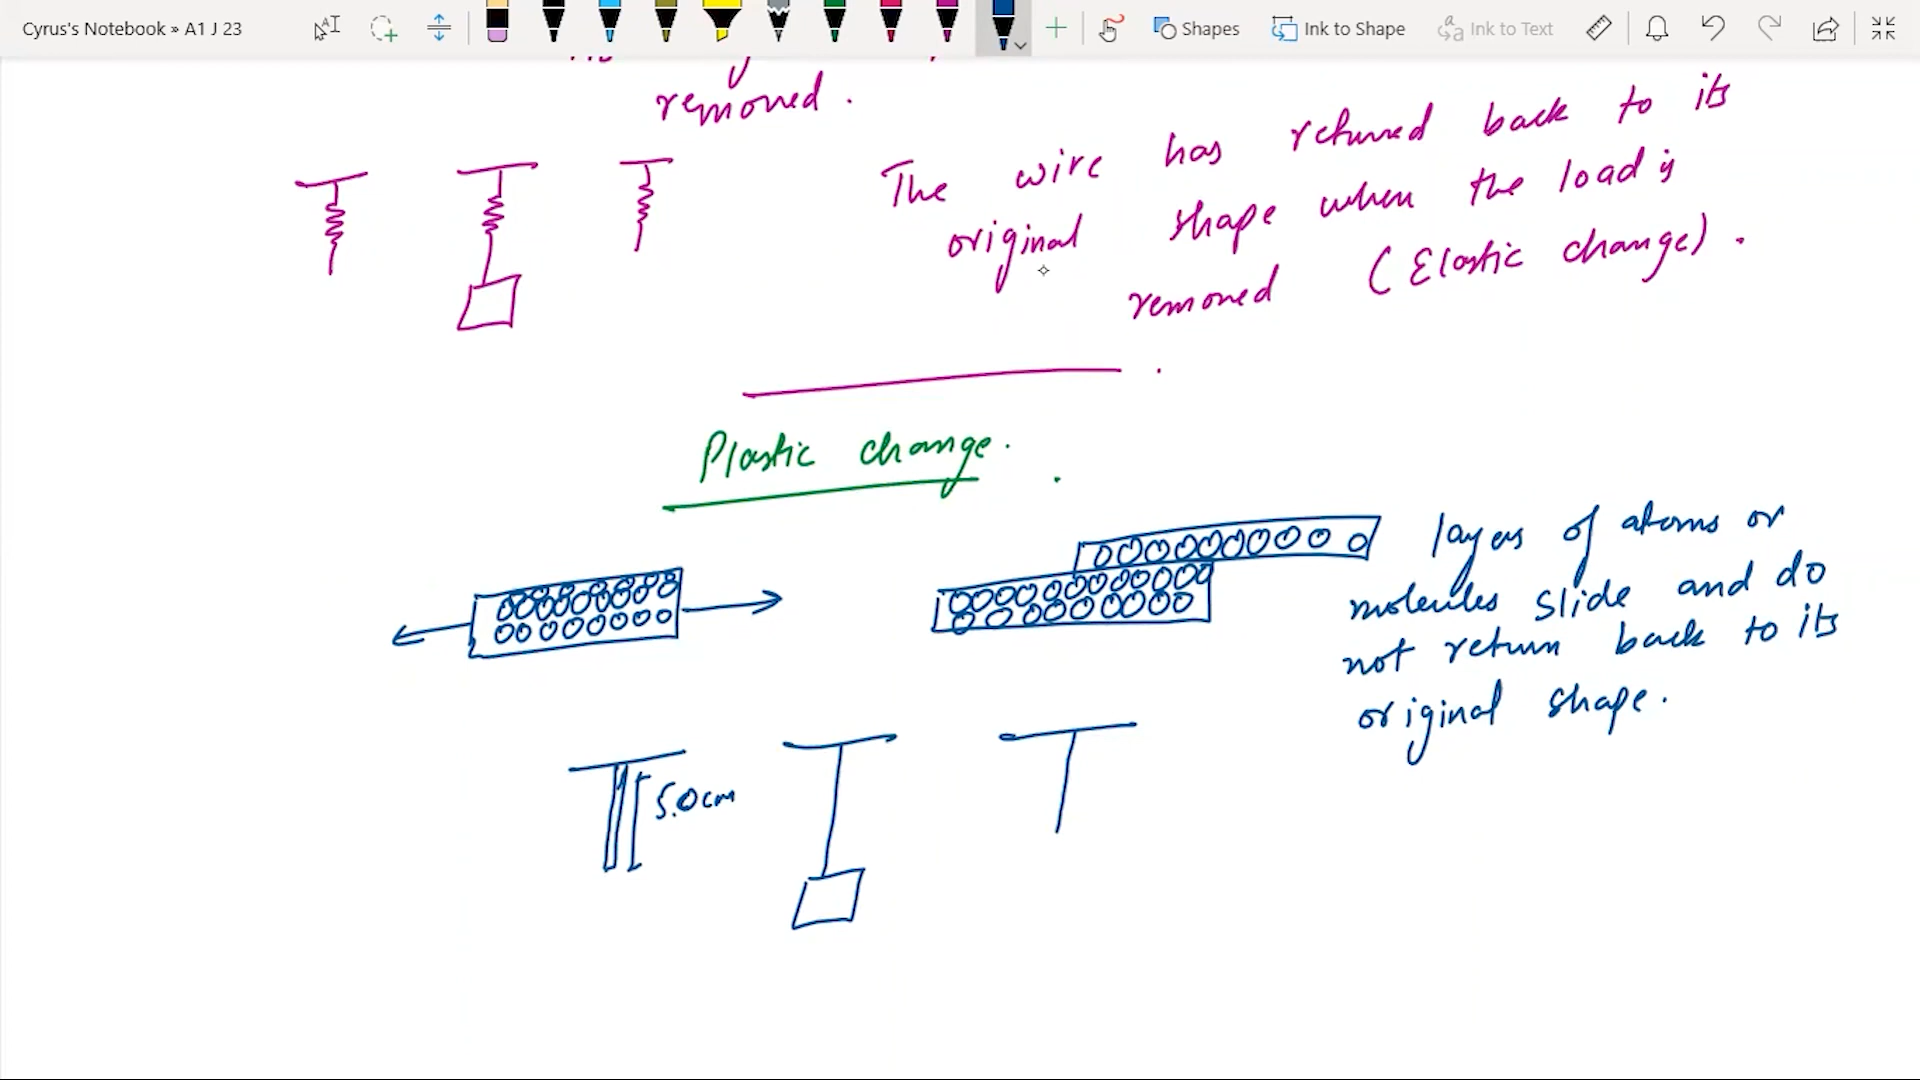 Cyrus's Notebook » A1 J 23
Shapes
Ink to Shape
Ink to Text
removed.
The wire has returned back to its
original shape when the load is
removed (Elastic change).
Plastic change.
layers of atoms or
molecules slide and do
not return back to its
original shape.
5.0cm